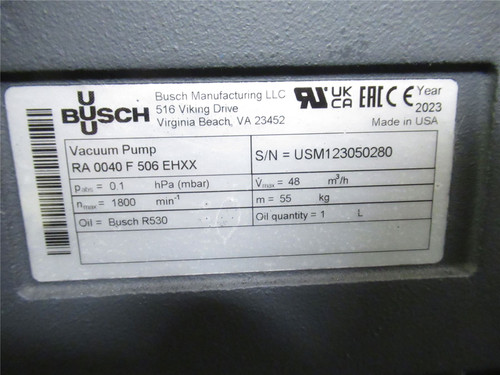 BUSCH
Busch Manufacturing LLC
516 Viking Drive
Virginia Beach, VA 23452
UK CA EAC CE Year
2023
Made in USA
Vacuum Pump
RA 0040 F 506 EHXX
S/N = USM123050280
pabs = 0.1 hPa (mbar)
V̇max = 48 m³/h
nmax = 1800 min⁻¹
m = 55 kg
Oil = Busch R530
Oil quantity = 1 L